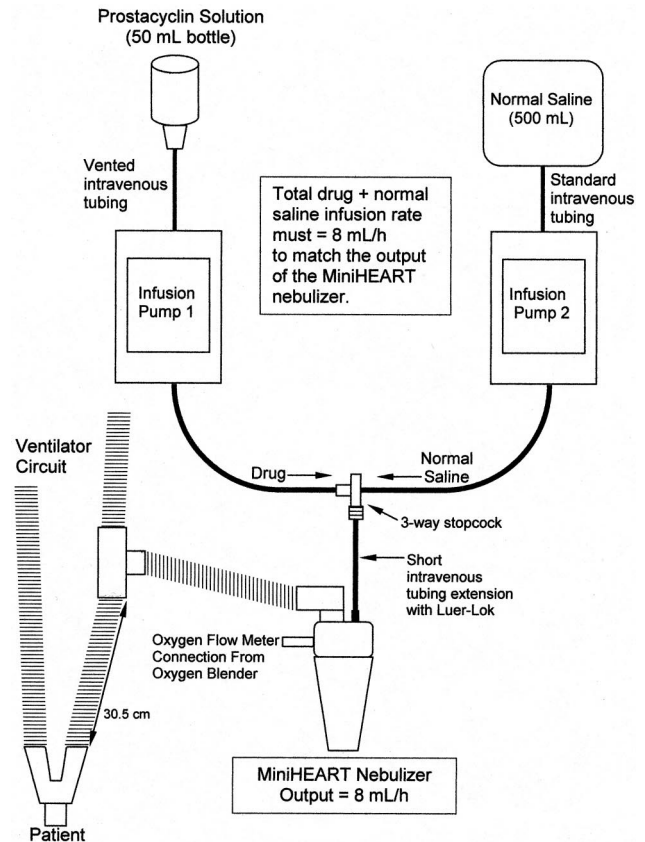 Prostacyclin Solution
(50 mL bottle)
Normal Saline
(500 mL)
Vented
intravenous
tubing
Standard
intravenous
tubing
Total drug + normal
saline infusion rate
must = 8 mL/h
to match the output
of the MiniHEART
nebulizer.
Infusion
Pump 1
Infusion
Pump 2
Ventilator
Circuit
Drug
Normal
Saline
3-way stopcock
Short
intravenous
tubing extension
with Luer-Lok
Oxygen Flow Meter
Connection From
Oxygen Blender
30.5 cm
MiniHEART Nebulizer
Output = 8 mL/h
Patient